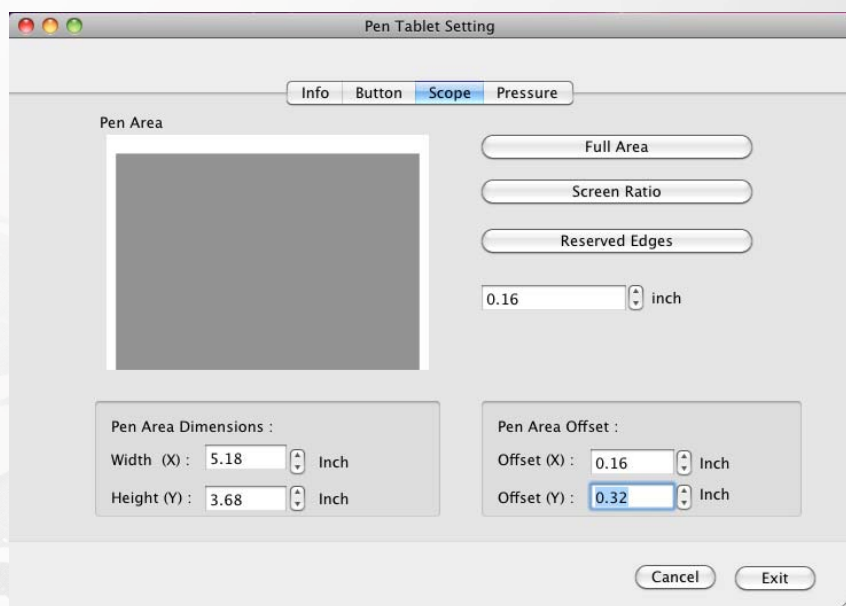 Pen Tablet Setting
Info Button Scope Pressure
Pen Area
Full Area
Screen Ratio
Reserved Edges
0.16 inch
Pen Area Dimensions :
Width (X) : 5.18 Inch
Height (Y) : 3.68 Inch
Pen Area Offset :
Offset (X) : 0.16 Inch
Offset (Y) : 0.32 Inch
Cancel Exit